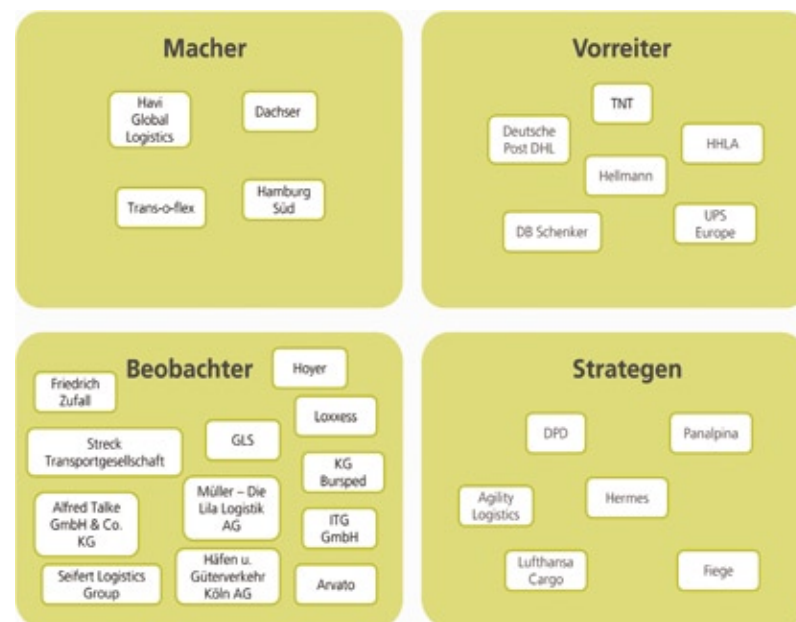 Macher
Havi
Global
Logistics
Dachser
Trans-o-flex
Hamburg
Süd
Vorreiter
TNT
Deutsche
Post DHL
HHLA
Hellmann
DB Schenker
UPS
Europe
Beobachter
Hoyer
Friedrich
Zufall
Loxxess
Streck
Transportgesellschaft
GLS
KG
Bursped
Alfred Talke
GmbH & Co.
KG
Müller – Die
Lila Logistik
AG
ITG
GmbH
Seifert Logistics
Group
Häfen u.
Güterverkehr
Köln AG
Arvato
Strategen
DPD
Panalpina
Agility
Logistics
Hermes
Lufthansa
Cargo
Fiege